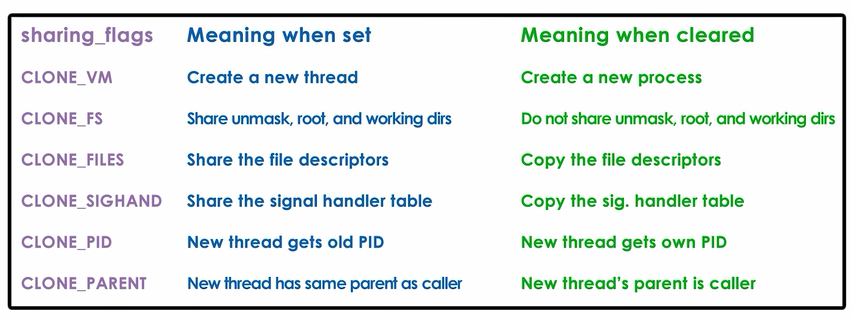 sharing_flags Meaning when set Meaning when cleared
CLONE_VM Create a new thread Create a new process
CLONE_FS Share unmask, root, and working dirs Do not share unmask, root, and working dirs
CLONE_FILES Share the file descriptors Copy the file descriptors
CLONE_SIGHAND Share the signal handler table Copy the sig. handler table
CLONE_PID New thread gets old PID New thread gets own PID
CLONE_PARENT New thread has same parent as caller New thread's parent is caller